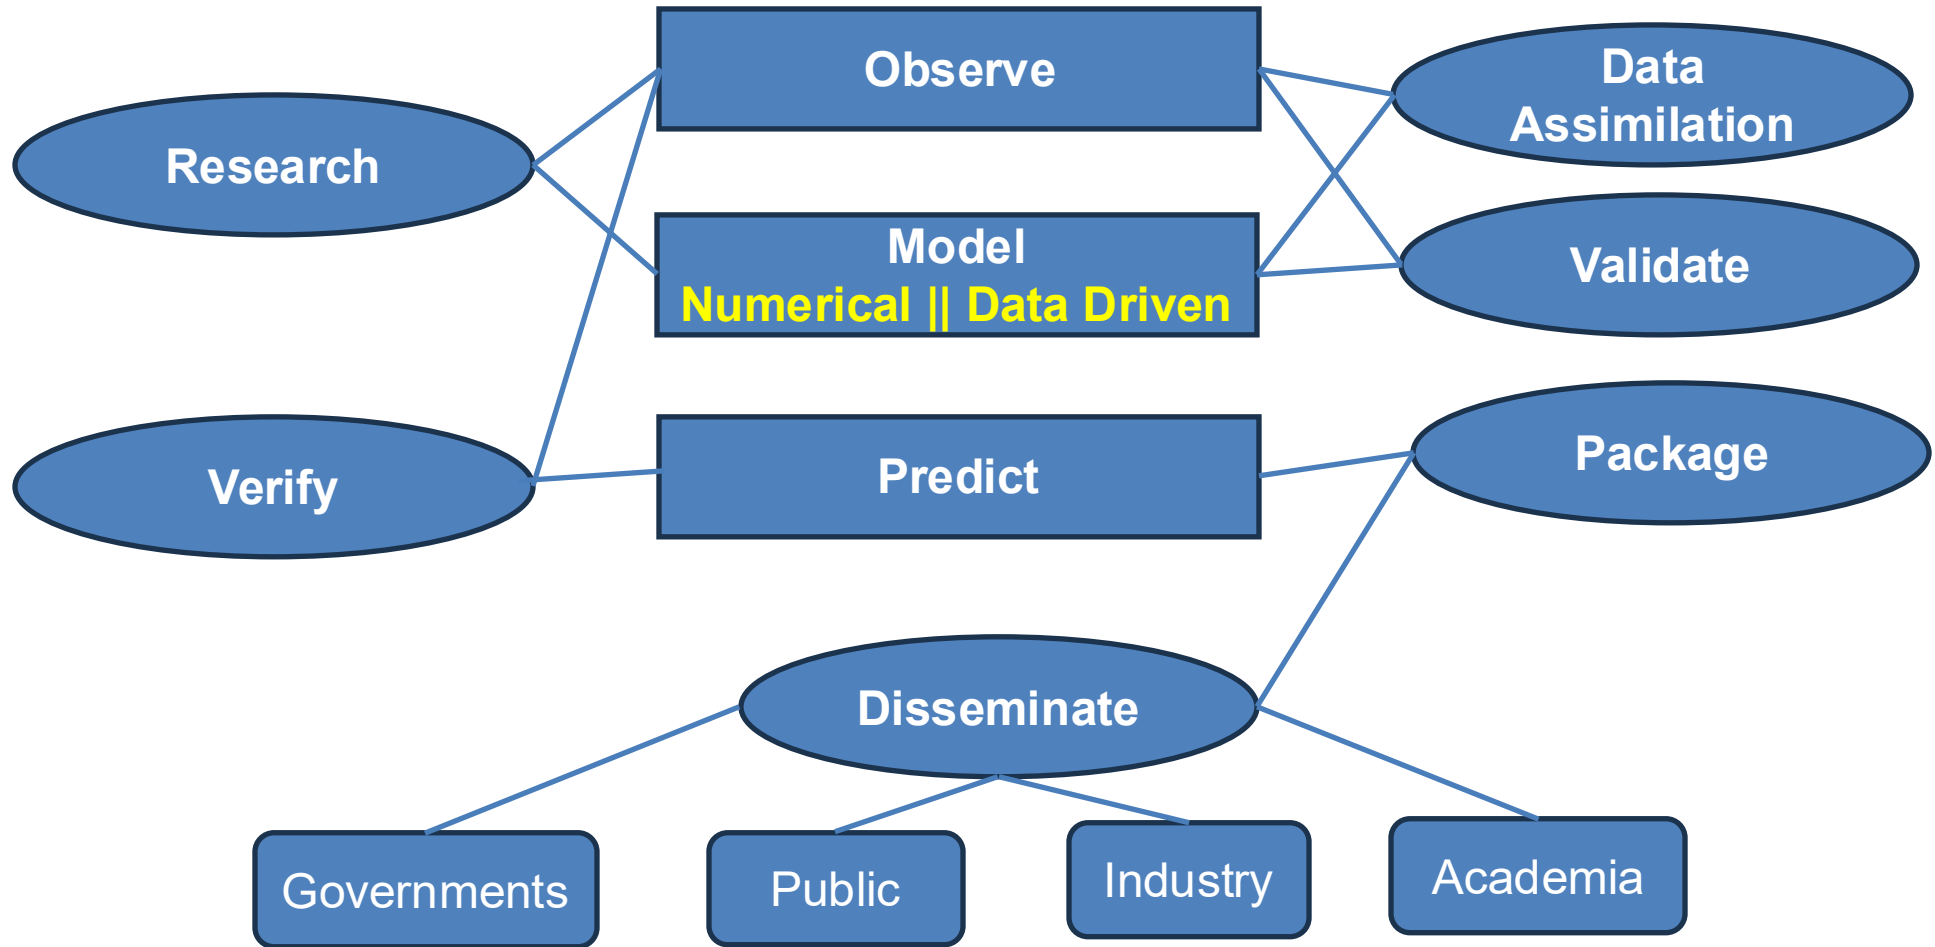 Observe
Data
Assimilation
Research
Model
Numerical || Data Driven
Validate
Verify
Predict
Package
Disseminate
Governments
Public
Industry
Academia